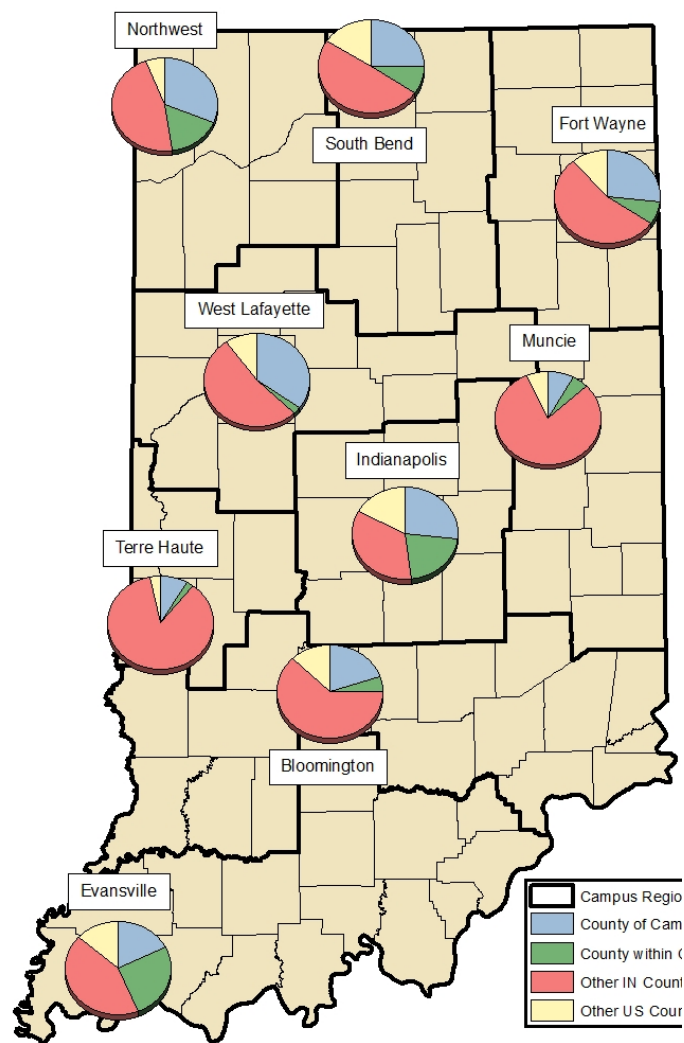 Northwest
South Bend
Fort Wayne
West Lafayette
Muncie
Indianapolis
Terre Haute
Bloomington
Evansville
Campus Regio
County of Cam
County within
Other IN Count
Other US Coun